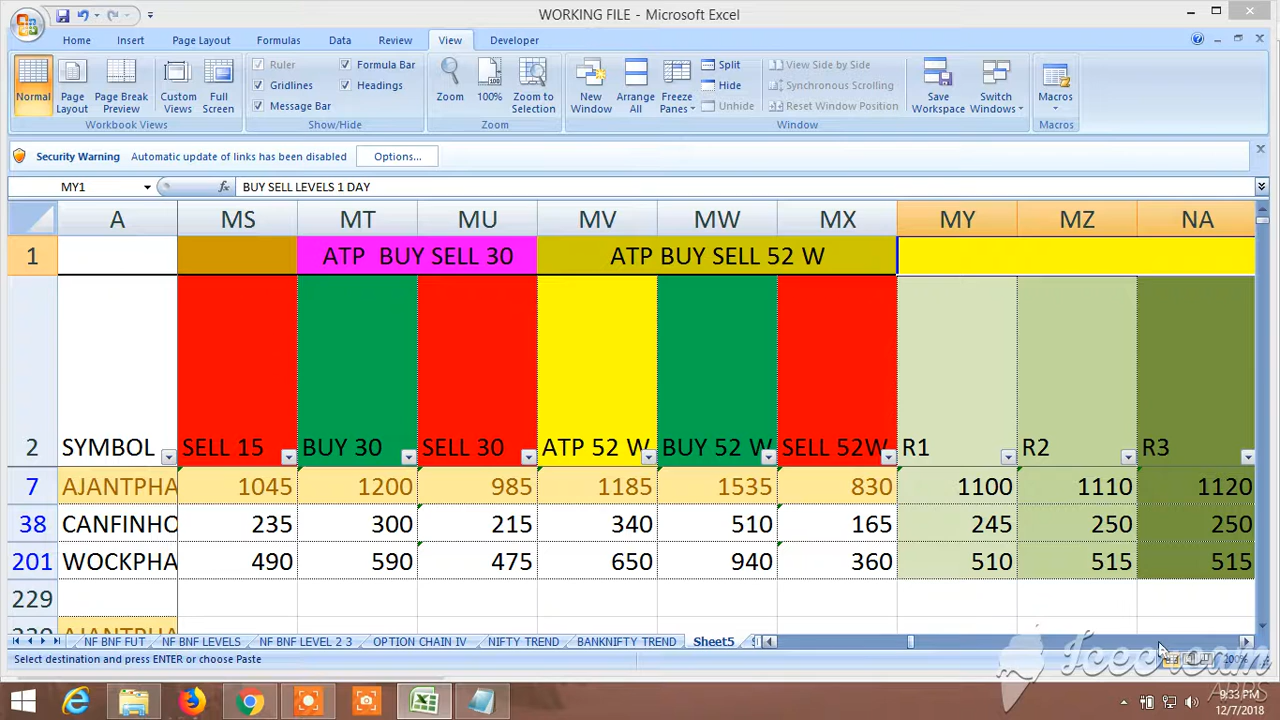 WORKING FILE - Microsoft Excel
Home Insert Page Layout Formulas Data Review View Developer
Ruler Formula Bar
Gridlines Headings
Message Bar
Normal Page Layout Page Break Preview Custom Views Full Screen
Zoom 100% Zoom to Selection
New Window Arrange All Freeze Panes
Split
Hide
Unhide
View Side by Side
Synchronous Scrolling
Reset Window Position
Save Workspace Switch Windows Macros
Workbook Views Show/Hide Zoom Window Macros
Security Warning Automatic update of links has been disabled Options...
MY1 fx BUY SELL LEVELS 1 DAY
A MS MT MU MV MW MX MY MZ NA
1 ATP BUY SELL 30 ATP BUY SELL 52 W
2 SYMBOL SELL 15 BUY 30 SELL 30 ATP 52 W BUY 52 W SELL 52W R1 R2 R3
7 AJANTPHA 1045 1200 985 1185 1535 830 1100 1110 1120
38 CANFINHO 235 300 215 340 510 165 245 250 250
201 WOCKPHA 490 590 475 650 940 360 510 515 515
229
230 AJANTPHA
NF BNF FUT NF BNF LEVELS NF BNF LEVEL 2 3 OPTION CHAIN IV NIFTY TREND BANKNIFTY TREND Sheet5
Select destination and press ENTER or choose Paste 100%
Icecream
APPS
9:33 PM
12/7/2018